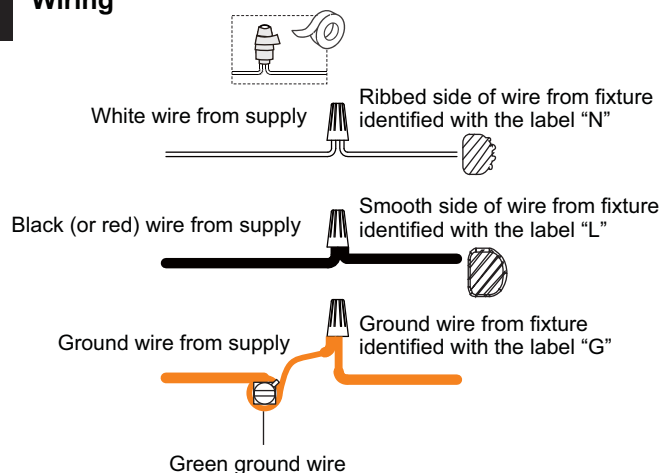 Wiring
White wire from supply
Ribbed side of wire from fixture
identified with the label “N”
Black (or red) wire from supply
Smooth side of wire from fixture
identified with the label “L”
Ground wire from supply
Ground wire from fixture
identified with the label “G”
Green ground wire